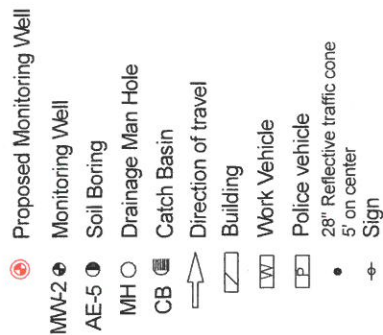 Proposed Monitoring Well
MW-2 Monitoring Well
AE-5 Soil Boring
MH Drainage Man Hole
CB Catch Basin
Direction of travel
Building
W Work Vehicle
P Police vehicle
28" Reflective traffic cone
5' on center
Sign